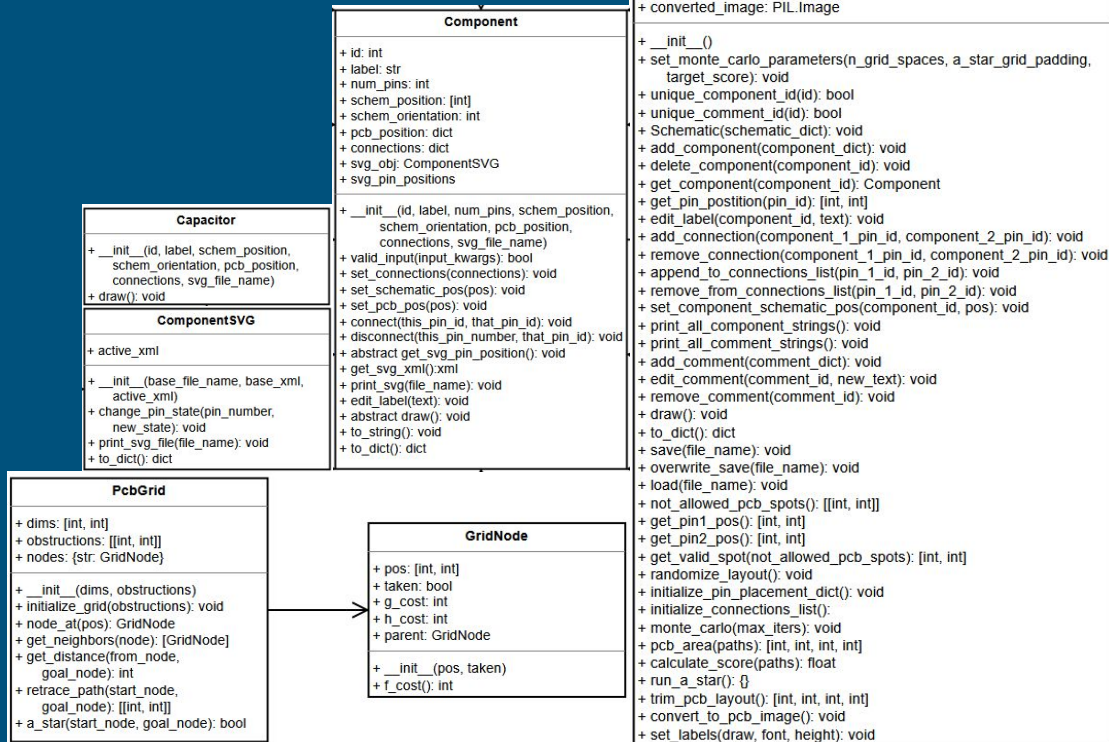 Component
+ id: int
+ label: str
+ num_pins: int
+ schem_position: [int]
+ schem_orientation: int
+ pcb_position: dict
+ connections: dict
+ svg_obj: ComponentSVG
+ svg_pin_positions
+ __init__(id, label, num_pins, schem_position,
schem_orientation, pcb_position,
connections, svg_file_name)
+ valid_input(input_kwargs): bool
+ set_connections(connections): void
+ set_schematic_pos(pos): void
+ set_pcb_pos(pos): void
+ connect(this_pin_id, that_pin_id): void
+ disconnect(this_pin_number, that_pin_id): void
+ abstract get_svg_pin_position(): void
+ get_svg_xml():xml
+ print_svg(file_name): void
+ edit_label(text): void
+ abstract draw(): void
+ to_string(): void
+ to_dict(): dict
Capacitor
+ __init__(id, label, schem_position,
schem_orientation, pcb_position,
connections, svg_file_name)
+ draw(): void
ComponentSVG
+ active_xml
+ __init__(base_file_name, base_xml,
active_xml)
+ change_pin_state(pin_number,
new_state): void
+ print_svg_file(file_name): void
+ to_dict(): dict
PcbGrid
+ dims: [int, int]
+ obstructions: [[int, int]]
+ nodes: {str: GridNode}
+ __init__(dims, obstructions)
+ initialize_grid(obstructions): void
+ node_at(pos): GridNode
+ get_neighbors(node): [GridNode]
+ get_distance(from_node,
goal_node): int
+ retrace_path(start_node,
goal_node): [[int, int]]
+ a_star(start_node, goal_node): bool
GridNode
+ pos: [int, int]
+ taken: bool
+ g_cost: int
+ h_cost: int
+ parent: GridNode
+ __init__(pos, taken)
+ f_cost(): int
+ converted_image: PIL.Image
+ __init__()
+ set_monte_carlo_parameters(n_grid_spaces, a_star_grid_padding,
target_score): void
+ unique_component_id(id): bool
+ unique_comment_id(id): bool
+ Schematic(schematic_dict): void
+ add_component(component_dict): void
+ delete_component(component_id): void
+ get_component(component_id): Component
+ get_pin_postition(pin_id): [int, int]
+ edit_label(component_id, text): void
+ add_connection(component_1_pin_id, component_2_pin_id): void
+ remove_connection(component_1_pin_id, component_2_pin_id): void
+ append_to_connections_list(pin_1_id, pin_2_id): void
+ remove_from_connections_list(pin_1_id, pin_2_id): void
+ set_component_schematic_pos(component_id, pos): void
+ print_all_component_strings(): void
+ print_all_comment_strings(): void
+ add_comment(comment_dict): void
+ edit_comment(comment_id, new_text): void
+ remove_comment(comment_id): void
+ draw(): void
+ to_dict(): dict
+ save(file_name): void
+ overwrite_save(file_name): void
+ load(file_name): void
+ not_allowed_pcb_spots(): [[int, int]]
+ get_pin1_pos(): [int, int]
+ get_pin2_pos(): [int, int]
+ get_valid_spot(not_allowed_pcb_spots): [int, int]
+ randomize_layout(): void
+ initialize_pin_placement_dict(): void
+ initialize_connections_list():
+ monte_carlo(max_iters): void
+ pcb_area(paths): [int, int, int, int]
+ calculate_score(paths): float
+ run_a_star(): {}
+ trim_pcb_layout(): [int, int, int, int]
+ convert_to_pcb_image(): void
+ set_labels(draw, font, height): void